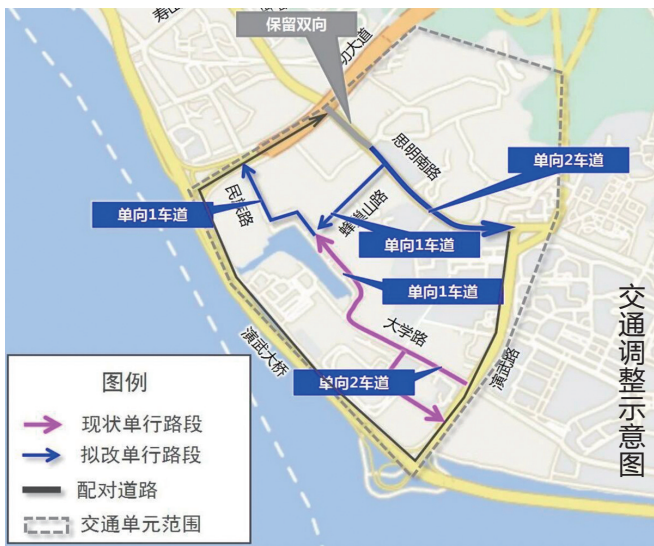 寿山
保留双向
功大道
思明南路
单向2车道
民族路
单向1车道
蜂巢山路
单向1车道
单向1车道
大学路
演武大桥
单向2车道
演武路
交通调整示意图
图例
现状单行路段
拟改单行路段
配对道路
交通单元范围